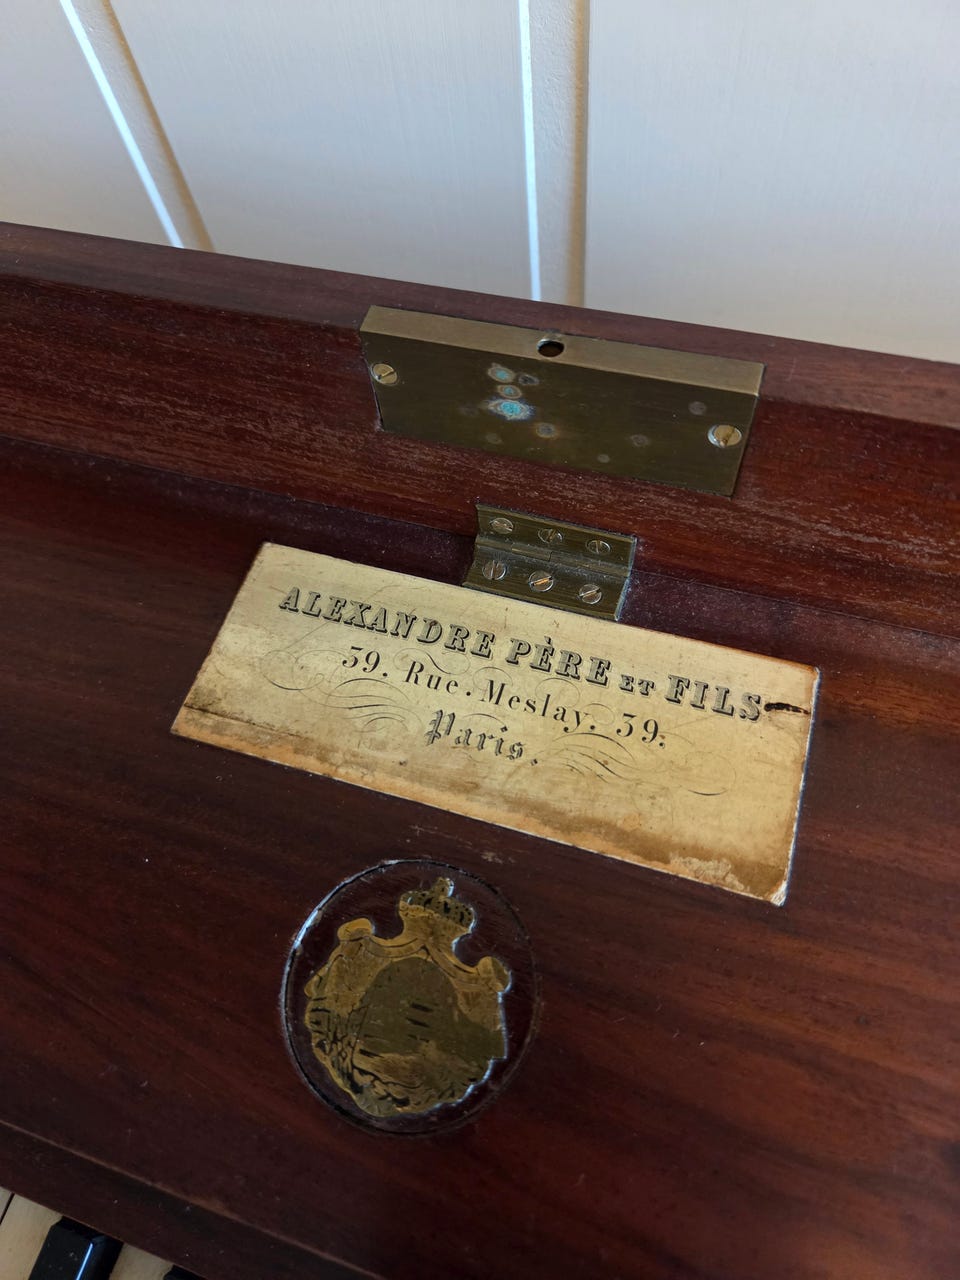 ALEXANDRE PÈRE ET FILS
39. Rue. Meslay. 39.
Paris.